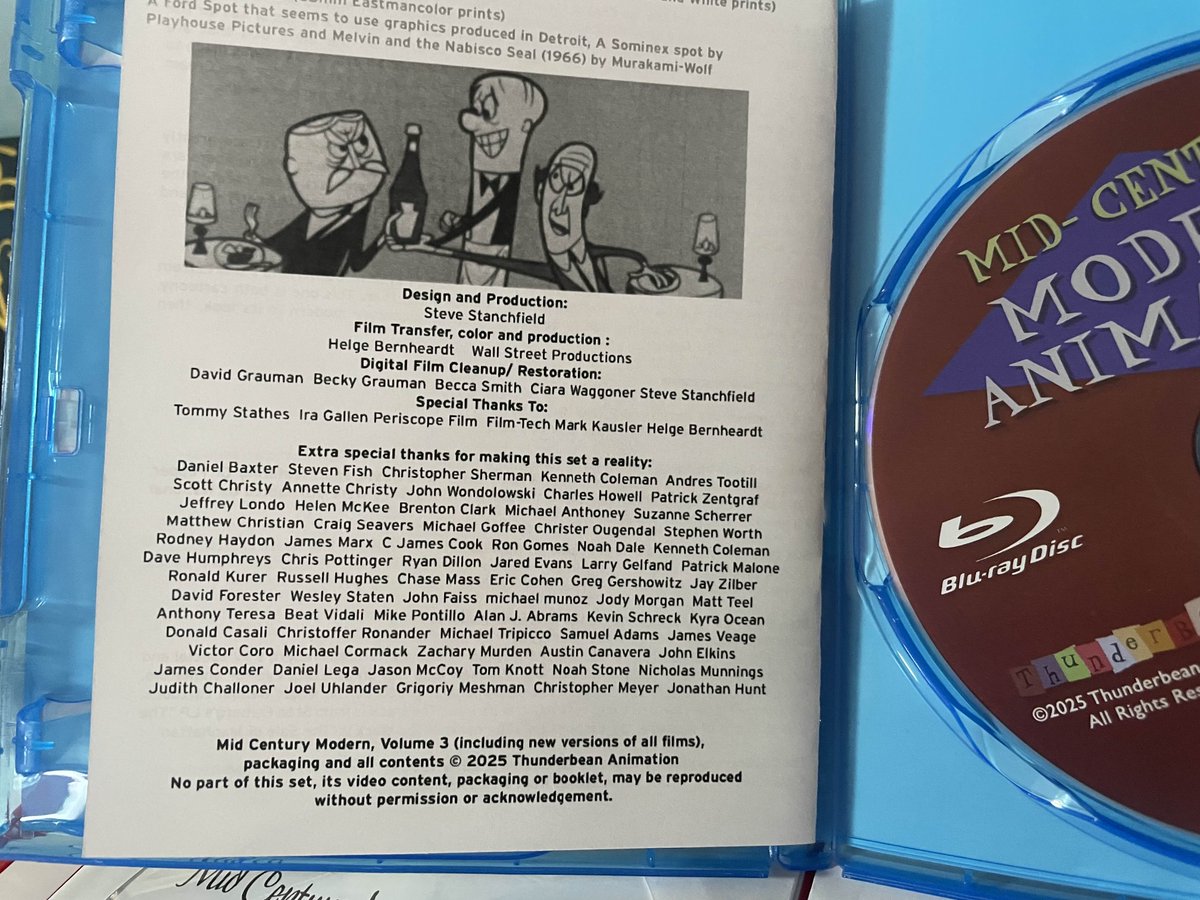 Eastmancolor prints)
white prints)
A Ford Spot that seems to use graphics produced in Detroit, A Sominex spot by
Playhouse Pictures and Melvin and the Nabisco Seal (1966) by Murakami-Wolf
Design and Production:
Steve Stanchfield
Film Transfer, color and production :
Helge Bernheardt Wall Street Productions
Digital Film Cleanup/ Restoration:
David Grauman Becky Grauman Becca Smith Ciara Waggoner Steve Stanchfield
Special Thanks To:
Tommy Stathes Ira Gallen Periscope Film Film-Tech Mark Kausler Helge Bernheardt
Extra special thanks for making this set a reality:
Daniel Baxter Steven Fish Christopher Sherman Kenneth Coleman Andres Tootill
Scott Christy Annette Christy John Wondolowski Charles Howell Patrick Zentgraf
Jeffrey Londo Helen McKee Brenton Clark Michael Anthoney Suzanne Scherrer
Matthew Christian Craig Seavers Michael Goffee Christer Ougendal Stephen Worth
Rodney Haydon James Marx C James Cook Ron Gomes Noah Dale Kenneth Coleman
Dave Humphreys Chris Pottinger Ryan Dillon Jared Evans Larry Gelfand Patrick Malone
Ronald Kurer Russell Hughes Chase Mass Eric Cohen Greg Gershowitz Jay Zilber
David Forester Wesley Staten John Faiss michael munoz Jody Morgan Matt Teel
Anthony Teresa Beat Vidali Mike Pontillo Alan J. Abrams Kevin Schreck Kyra Ocean
Donald Casali Christoffer Ronander Michael Tripicco Samuel Adams James Veage
Victor Coro Michael Cormack Zachary Murden Austin Canavera John Elkins
James Conder Daniel Lega Jason McCoy Tom Knott Noah Stone Nicholas Munnings
Judith Challoner Joel Uhlander Grigoriy Meshman Christopher Meyer Jonathan Hunt
Mid Century Modern, Volume 3 (including new versions of all films),
packaging and all contents © 2025 Thunderbean Animation
No part of this set, its video content, packaging or booklet, may be reproduced
without permission or acknowledgement.
MID-CENT
MODE
ANIMA
Blu-ray Disc
ThunderB
©2025 Thunderbean
All Rights Rese
Mid Century